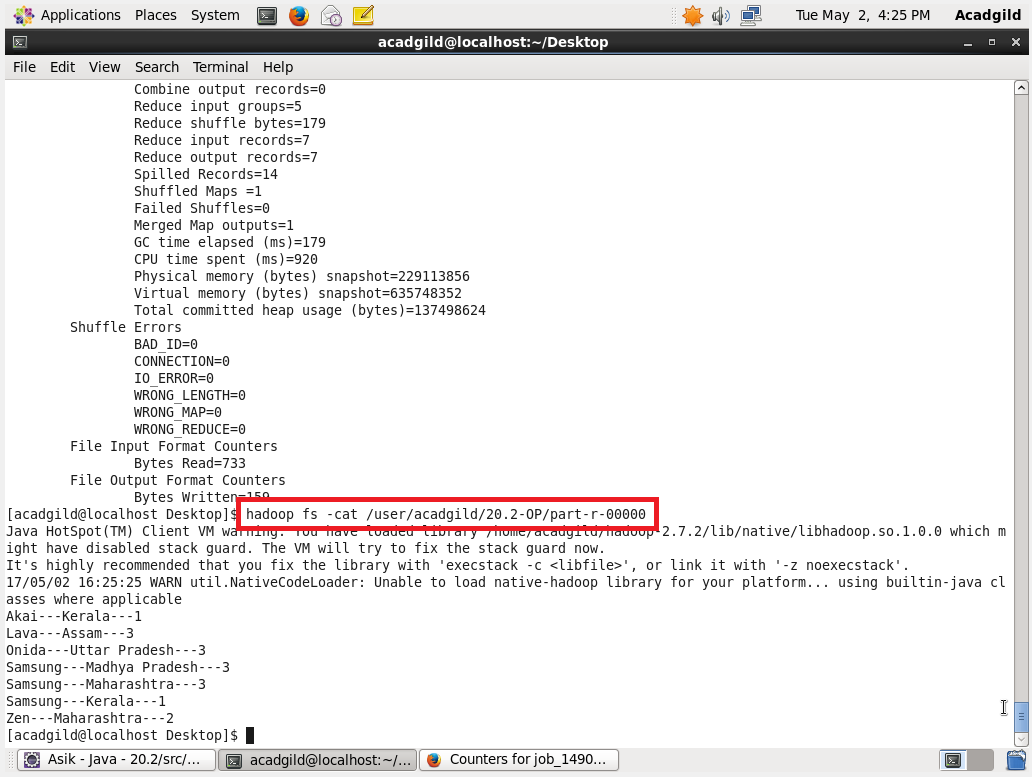 Applications Places System Tue May 2, 4:25 PM Acadgild
acadgild@localhost:~/Desktop
File Edit View Search Terminal Help
Combine output records=0
Reduce input groups=5
Reduce shuffle bytes=179
Reduce input records=7
Reduce output records=7
Spilled Records=14
Shuffled Maps =1
Failed Shuffles=0
Merged Map outputs=1
GC time elapsed (ms)=179
CPU time spent (ms)=920
Physical memory (bytes) snapshot=229113856
Virtual memory (bytes) snapshot=635748352
Total committed heap usage (bytes)=137498624
Shuffle Errors
BAD_ID=0
CONNECTION=0
IO_ERROR=0
WRONG_LENGTH=0
WRONG_MAP=0
WRONG_REDUCE=0
File Input Format Counters
Bytes Read=733
File Output Format Counters
Bytes Written=159
[acadgild@localhost Desktop]$ hadoop fs -cat /user/acadgild/20.2-OP/part-r-00000
Java HotSpot(TM) Client VM warning: You have loaded library /home/acadgild/hadoop-2.7.2/lib/native/libhadoop.so.1.0.0 which m
ight have disabled stack guard. The VM will try to fix the stack guard now.
It's highly recommended that you fix the library with 'execstack -c <libfile>', or link it with '-z noexecstack'.
17/05/02 16:25:25 WARN util.NativeCodeLoader: Unable to load native-hadoop library for your platform... using builtin-java cl
asses where applicable
Akai---Kerala---1
Lava---Assam---3
Onida---Uttar Pradesh---3
Samsung---Madhya Pradesh---3
Samsung---Maharashtra---3
Samsung---Kerala---1
Zen---Maharashtra---2
[acadgild@localhost Desktop]$
Asik - Java - 20.2/src/... acadgild@localhost:~/... Counters for job_1490...